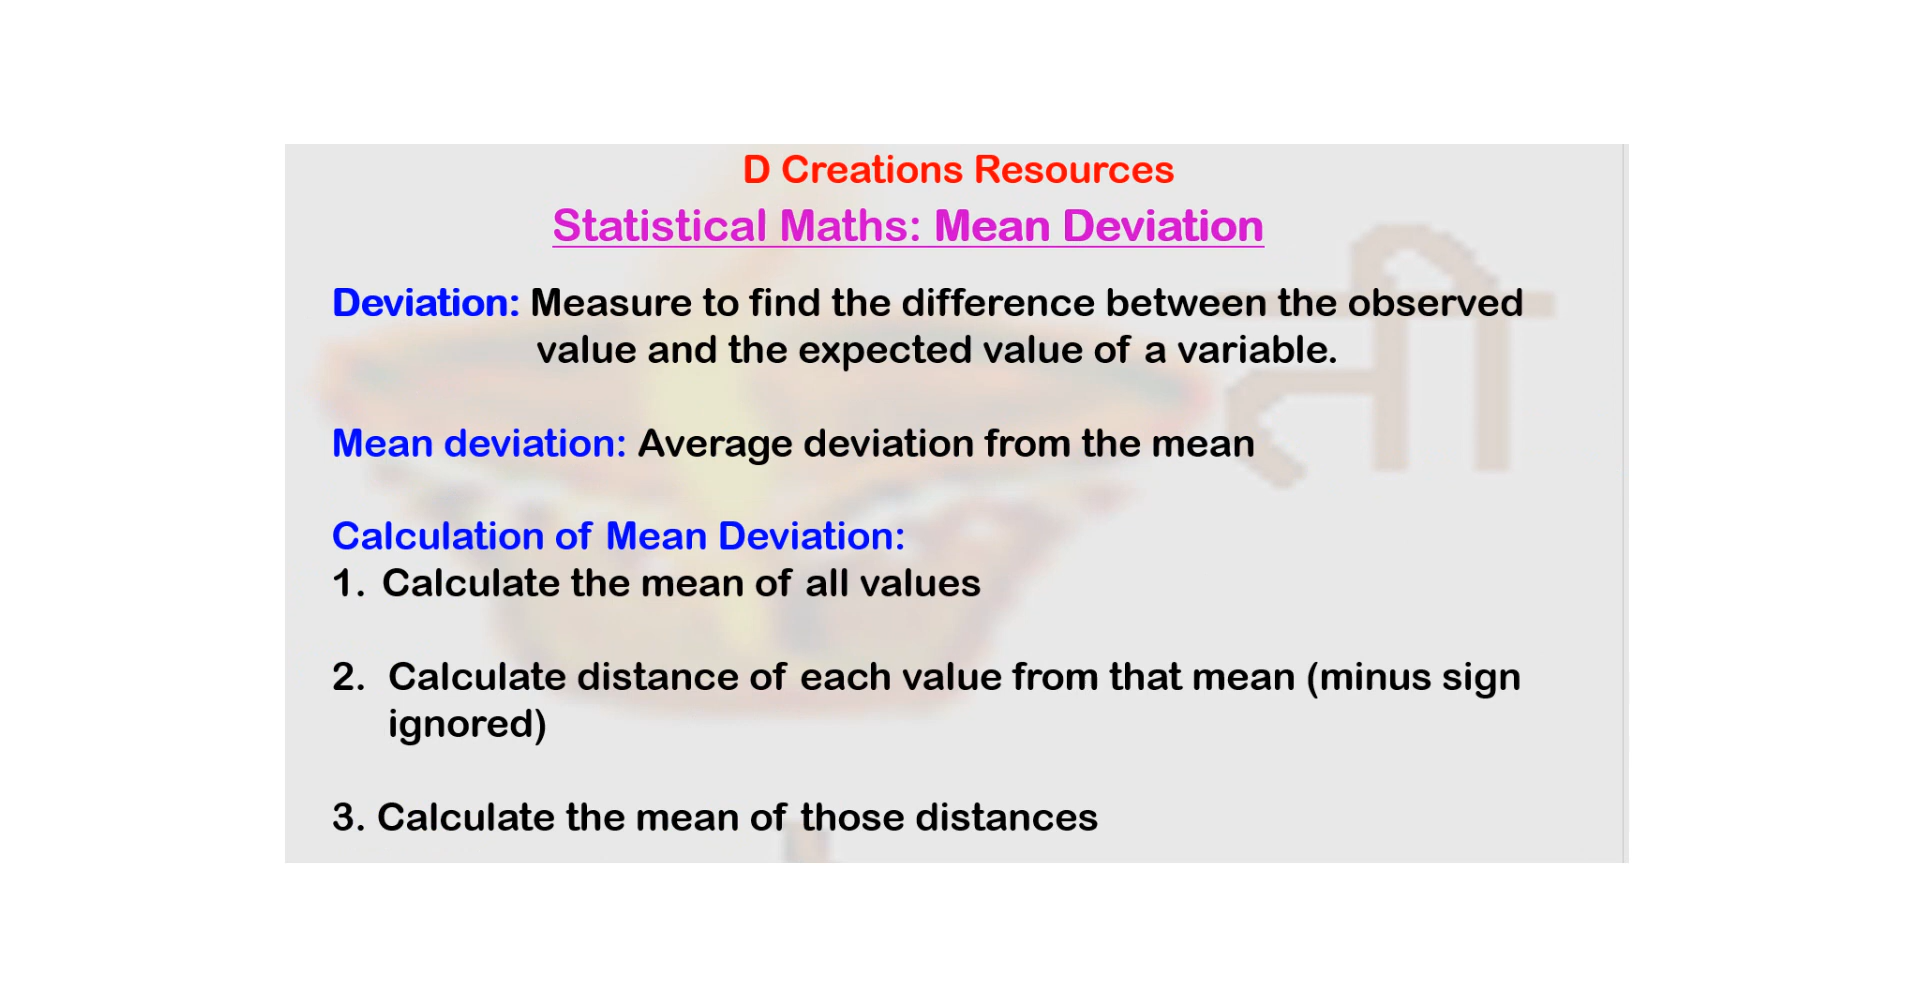 D Creations Resources
Statistical Maths: Mean Deviation
Deviation: Measure to find the difference between the observed
value and the expected value of a variable.
Mean deviation: Average deviation from the mean
Calculation of Mean Deviation:
1. Calculate the mean of all values
2. Calculate distance of each value from that mean (minus sign
ignored)
3. Calculate the mean of those distances
ती